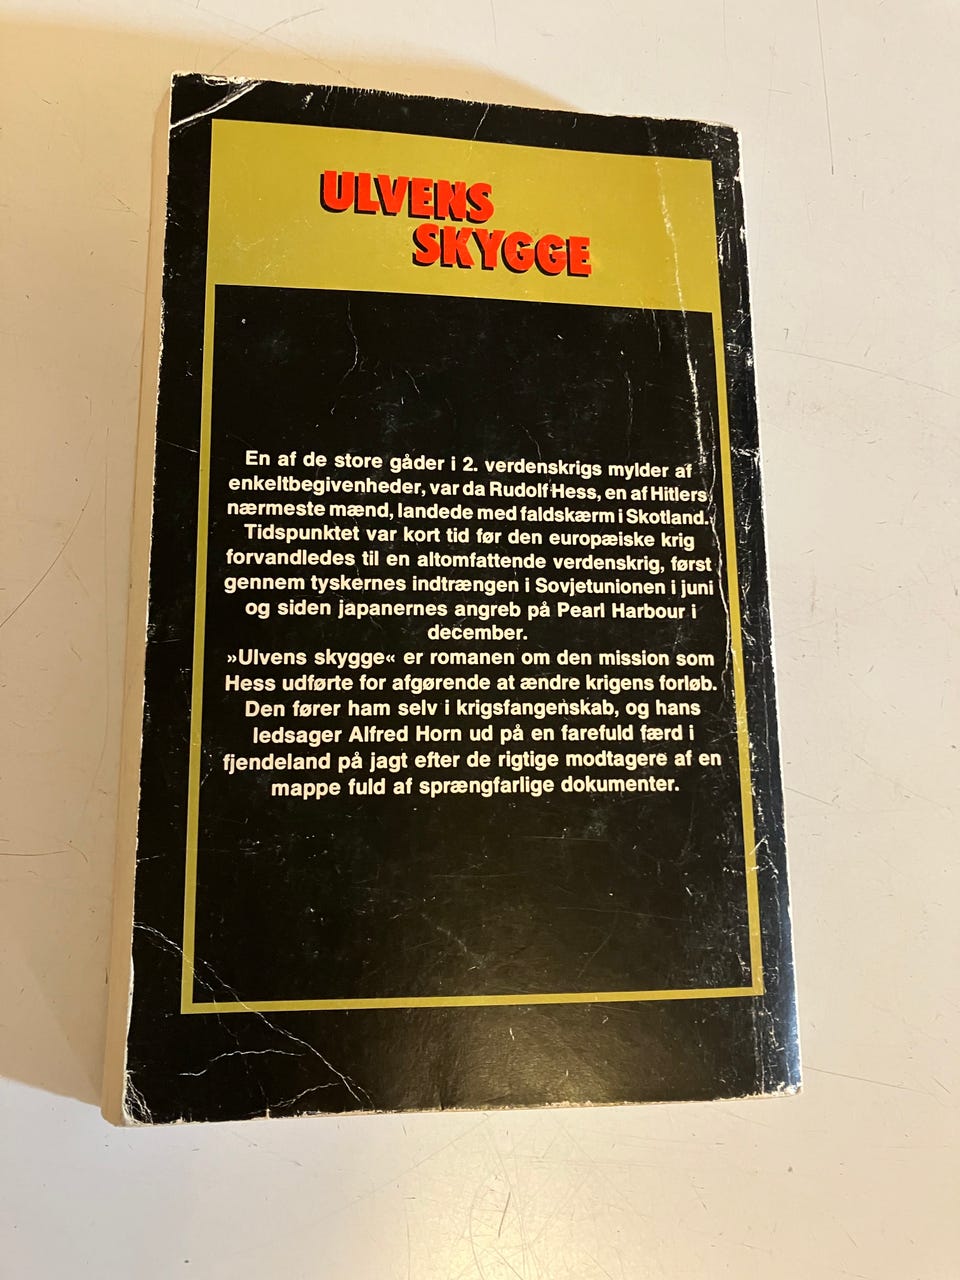 ULVENS
SKYGGE
En af de store gåder i 2. verdenskrigs mylder af
enkeltbegivenheder, var da Rudolf Hess, en af Hitlers
nærmeste mænd, landede med faldskærm i Skotland.
Tidspunktet var kort tid før den europæiske krig
forvandledes til en altomfattende verdenskrig, først
gennem tyskernes indtrængen i Sovjetunionen i juni
og siden japanernes angreb på Pearl Harbour i
december.
»Ulvens skygge« er romanen om den mission som
Hess udførte for afgørende at ændre krigens forløb.
Den fører ham selv i krigsfangenskab, og hans
ledsager Alfred Horn ud på en farefuld færd i
fjendeland på jagt efter de rigtige modtagere af en
mappe fuld af sprængfarlige dokumenter.